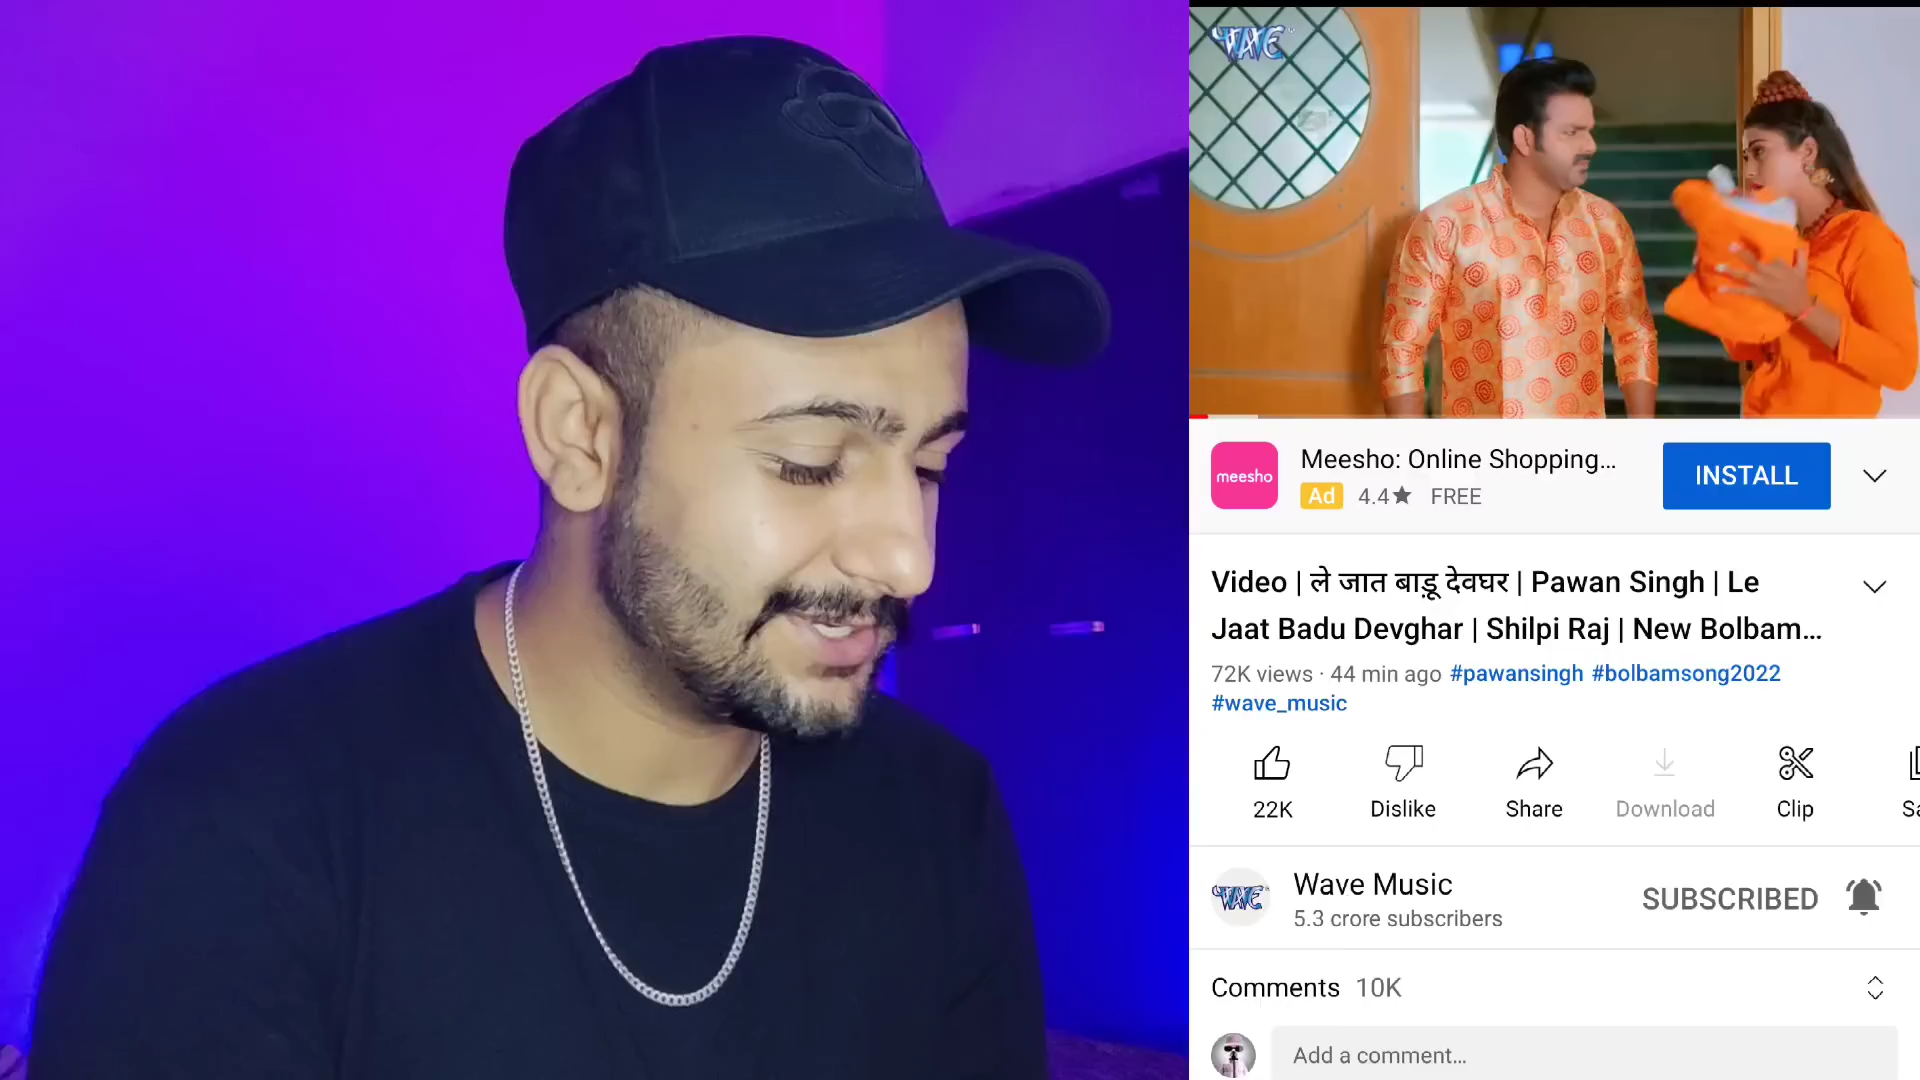 WAVE
meesho
Meesho: Online Shopping...
Ad 4.4★ FREE
INSTALL
Video | ले जात बाड़ू देवघर | Pawan Singh | Le
Jaat Badu Devghar | Shilpi Raj | New Bolbam...
72K views · 44 min ago #pawansingh #bolbamsong2022
#wave_music
22K
Dislike
Share
Download
Clip
WAVE
Wave Music
5.3 crore subscribers
SUBSCRIBED
Comments 10K
Add a comment...